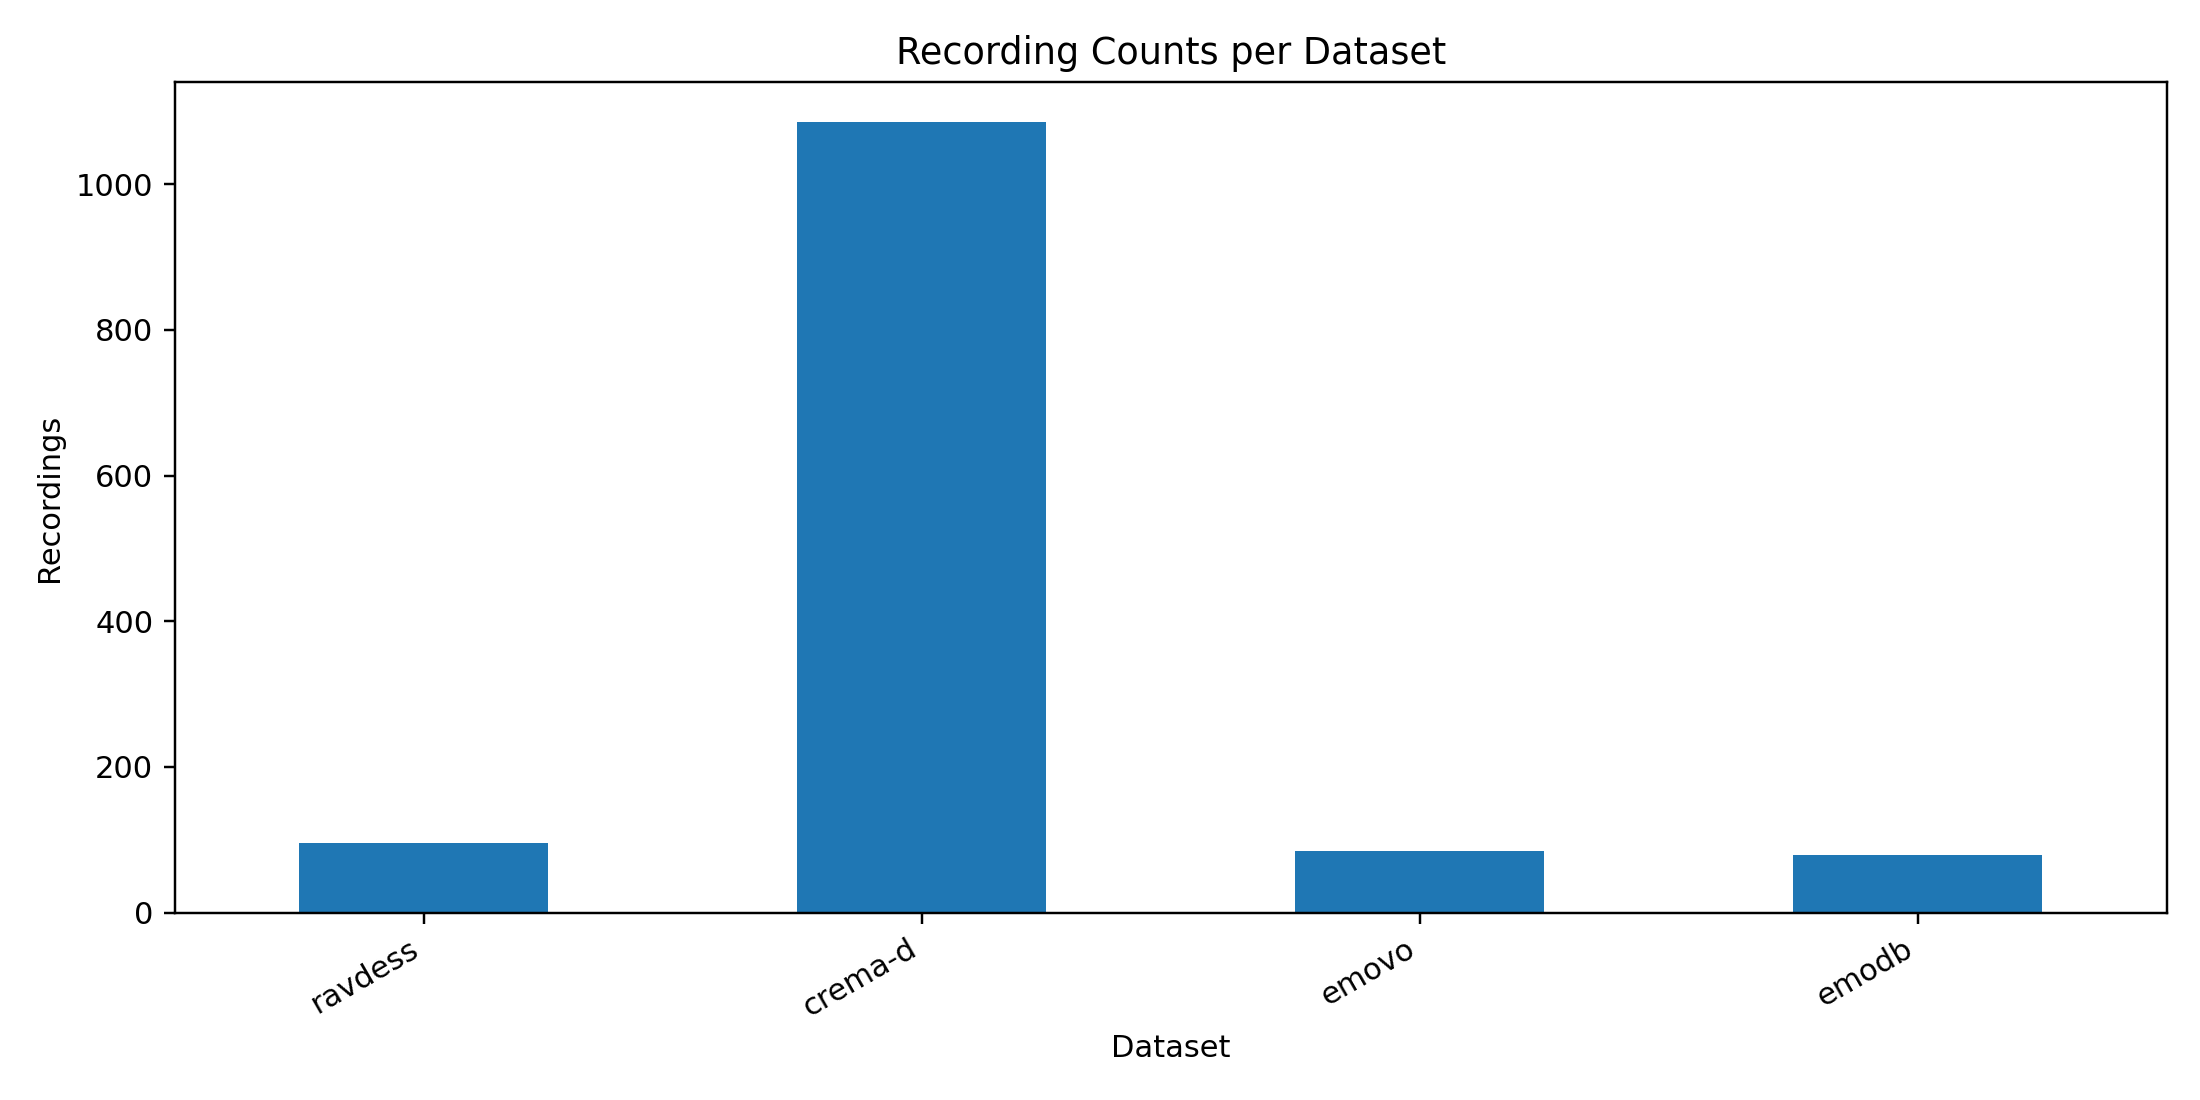 Recording Counts per Dataset
1000
800
600
400
200
0
Recordings
ravdess
crema-d
emovo
emodb
Dataset